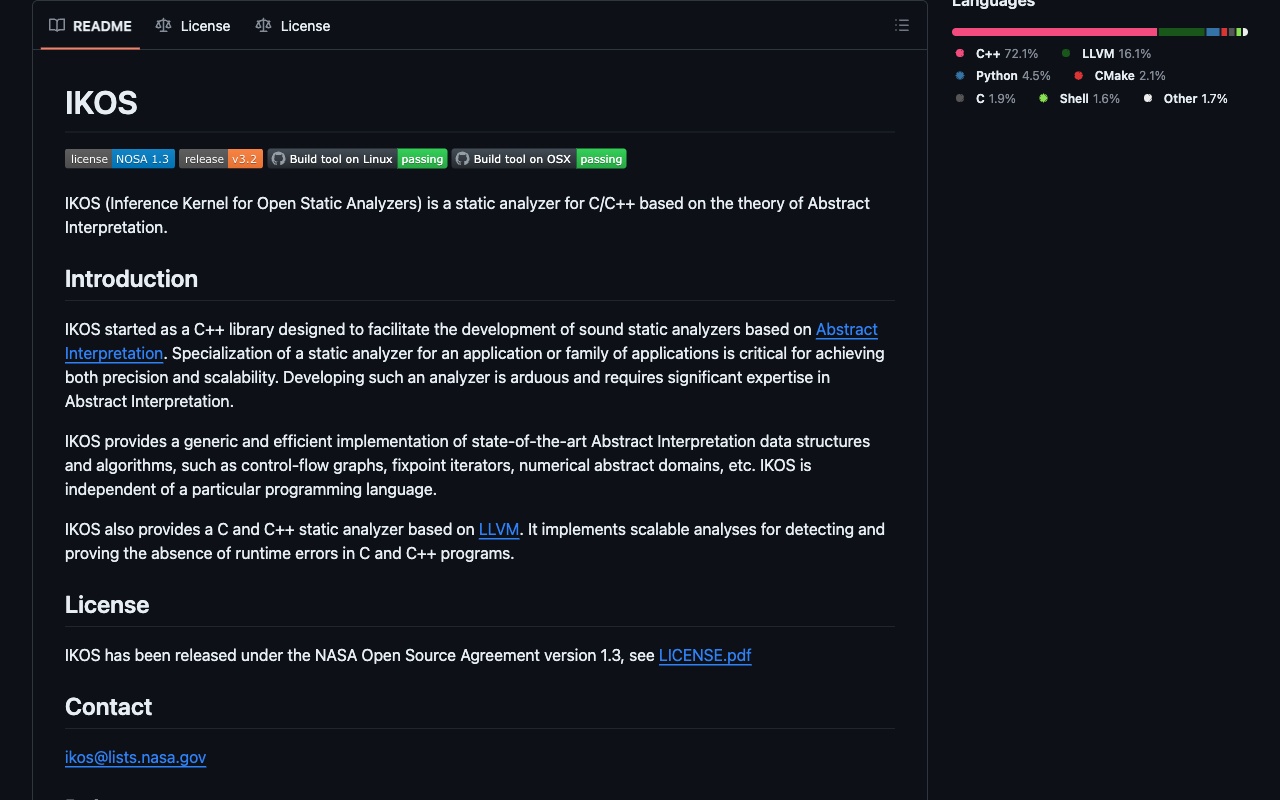 README License License
IKOS
license NOSA 1.3 release v3.2 Build tool on Linux passing Build tool on OSX passing
IKOS (Inference Kernel for Open Static Analyzers) is a static analyzer for C/C++ based on the theory of Abstract
Interpretation.
Introduction
IKOS started as a C++ library designed to facilitate the development of sound static analyzers based on Abstract
Interpretation. Specialization of a static analyzer for an application or family of applications is critical for achieving
both precision and scalability. Developing such an analyzer is arduous and requires significant expertise in
Abstract Interpretation.
IKOS provides a generic and efficient implementation of state-of-the-art Abstract Interpretation data structures
and algorithms, such as control-flow graphs, fixpoint iterators, numerical abstract domains, etc. IKOS is
independent of a particular programming language.
IKOS also provides a C and C++ static analyzer based on LLVM. It implements scalable analyses for detecting and
proving the absence of runtime errors in C and C++ programs.
License
IKOS has been released under the NASA Open Source Agreement version 1.3, see LICENSE.pdf
Contact
ikos@lists.nasa.gov
Languages
C++ 72.1% LLVM 16.1%
Python 4.5% CMake 2.1%
C 1.9% Shell 1.6% Other 1.7%